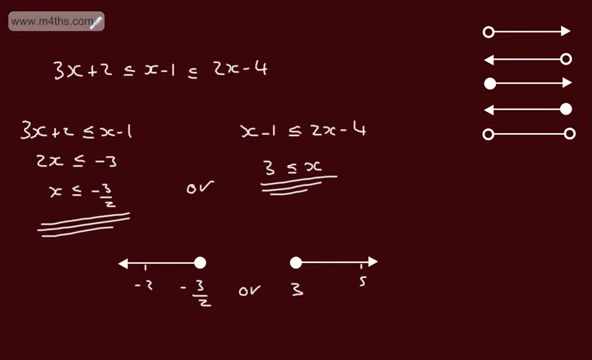 www.m4ths.com
3x+2 ≤ x-1 ≤ 2x-4
3x+2 ≤ x-1
x-1 ≤ 2x-4
2x ≤ -3
3 ≤ x
x ≤ -3/2
or
-2
-3/2
or
3
5